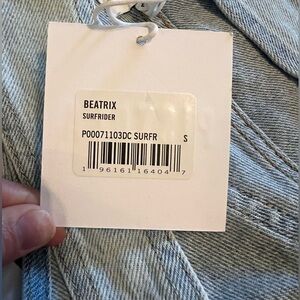 BEATRIX
SURFRIDER
P00071103DC SURFR S
1 96161 16404 7